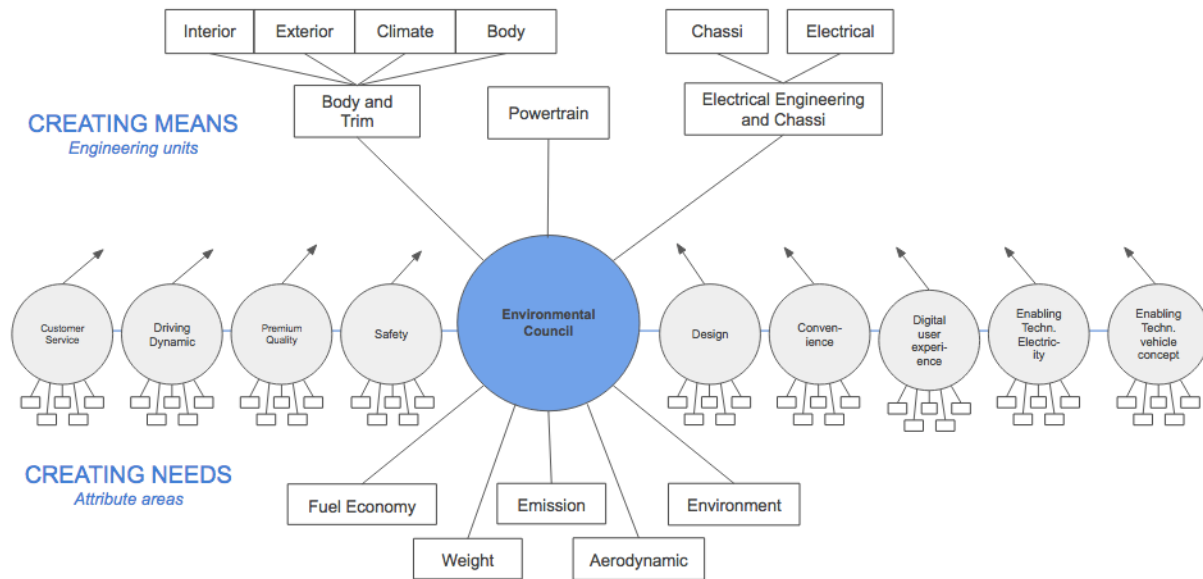 Interior
Exterior
Climate
Body
Chassi
Electrical
Body and
Trim
Powertrain
Electrical Engineering
and Chassi
CREATING MEANS
Engineering units
Customer
Service
Driving
Dynamic
Premium
Quality
Safety
Environmental
Council
Design
Conven-
ience
Digital
user
experi-
ence
Enabling
Techn.
Electric-
ity
Enabling
Techn.
vehicle
concept
CREATING NEEDS
Attribute areas
Fuel Economy
Emission
Environment
Weight
Aerodynamic